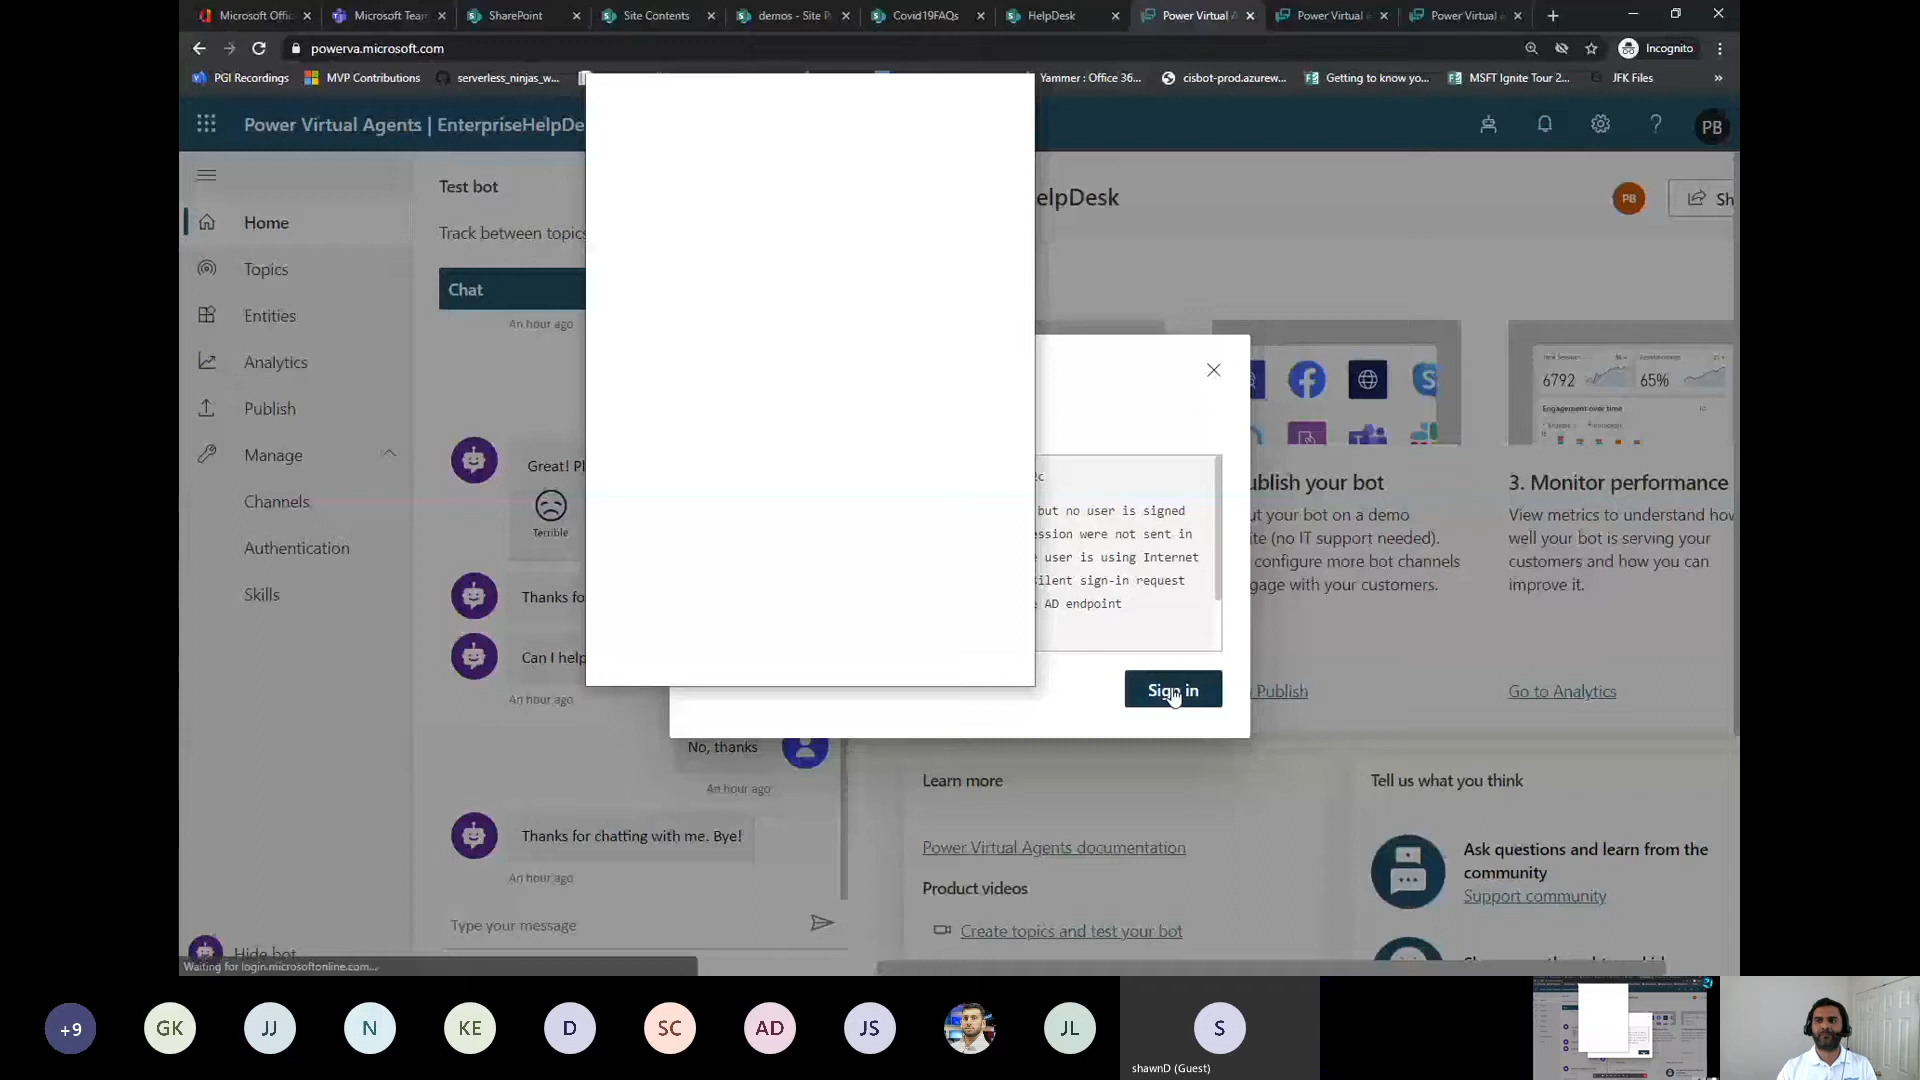 Microsoft Offic
Microsoft Team
SharePoint
Site Contents
demos - Site P
Covid19FAQs
HelpDesk
Power Virtual A
Power Virtual
Power Virtual
powerva.microsoft.com
Incognito
PGI Recordings
MVP Contributions
serverless_ninjas_w...
Yammer : Office 36...
cisbot-prod.azurew...
Getting to know yo...
MSFT Ignite Tour 2...
JFK Files
»
Power Virtual Agents | EnterpriseHelpDe
PB
Test bot
elpDesk
PB
Sh
Home
Track between topics
Topics
Chat
An hour ago
Entities
Analytics
6792
65%
Engagement over time
Publish
Manage
Great! Pl
Terrible
but no user is signed
ession were not sent in
user is using Internet
silent sign-in request
AD endpoint
ublish your bot
3. Monitor performance
ut your bot on a demo
ite (no IT support needed).
configure more bot channels
gage with your customers.
View metrics to understand how
well your bot is serving your
customers and how you can
improve it.
Channels
Authentication
Skills
Thanks fo
Can I help
An hour ago
Sign in
Publish
Go to Analytics
No, thanks
An hour ago
Learn more
Tell us what you think
Thanks for chatting with me. Bye!
An hour ago
Power Virtual Agents documentation
Product videos
Create topics and test your bot
Ask questions and learn from the
community
Support community
Type your message
Hide bot
Waiting for login.microsoftonline.com...
+9
GK
JJ
N
KE
D
SC
AD
JS
JL
S
shawnD (Guest)